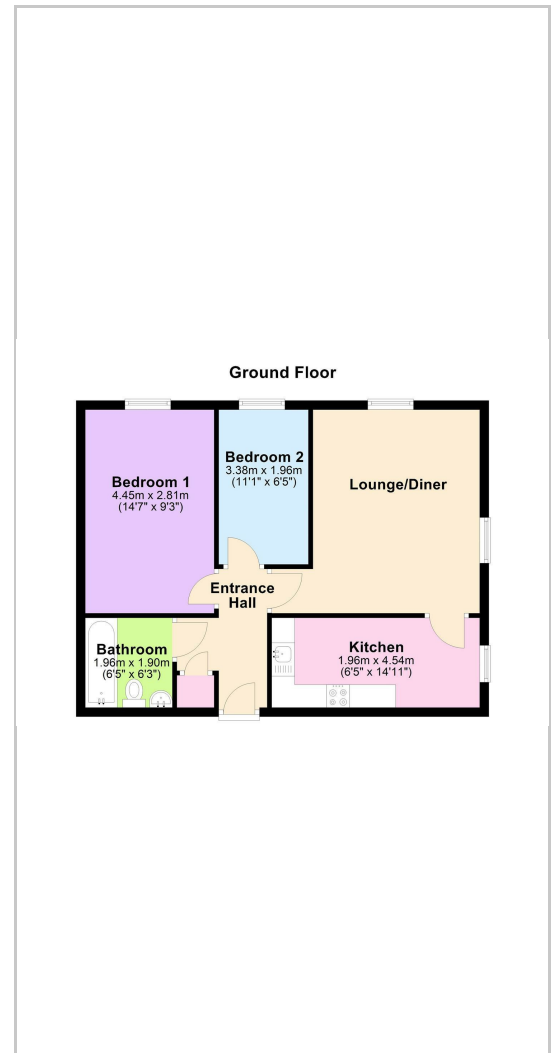 Ground Floor
Bedroom 1
4.45m x 2.81m
(14'7" x 9'3")
Bedroom 2
3.38m x 1.96m
(11'1" x 6'5")
Lounge/Diner
Entrance
Hall
Bathroom
1.96m x 1.90m
(6'5" x 6'3")
Kitchen
1.96m x 4.54m
(6'5" x 14'11")